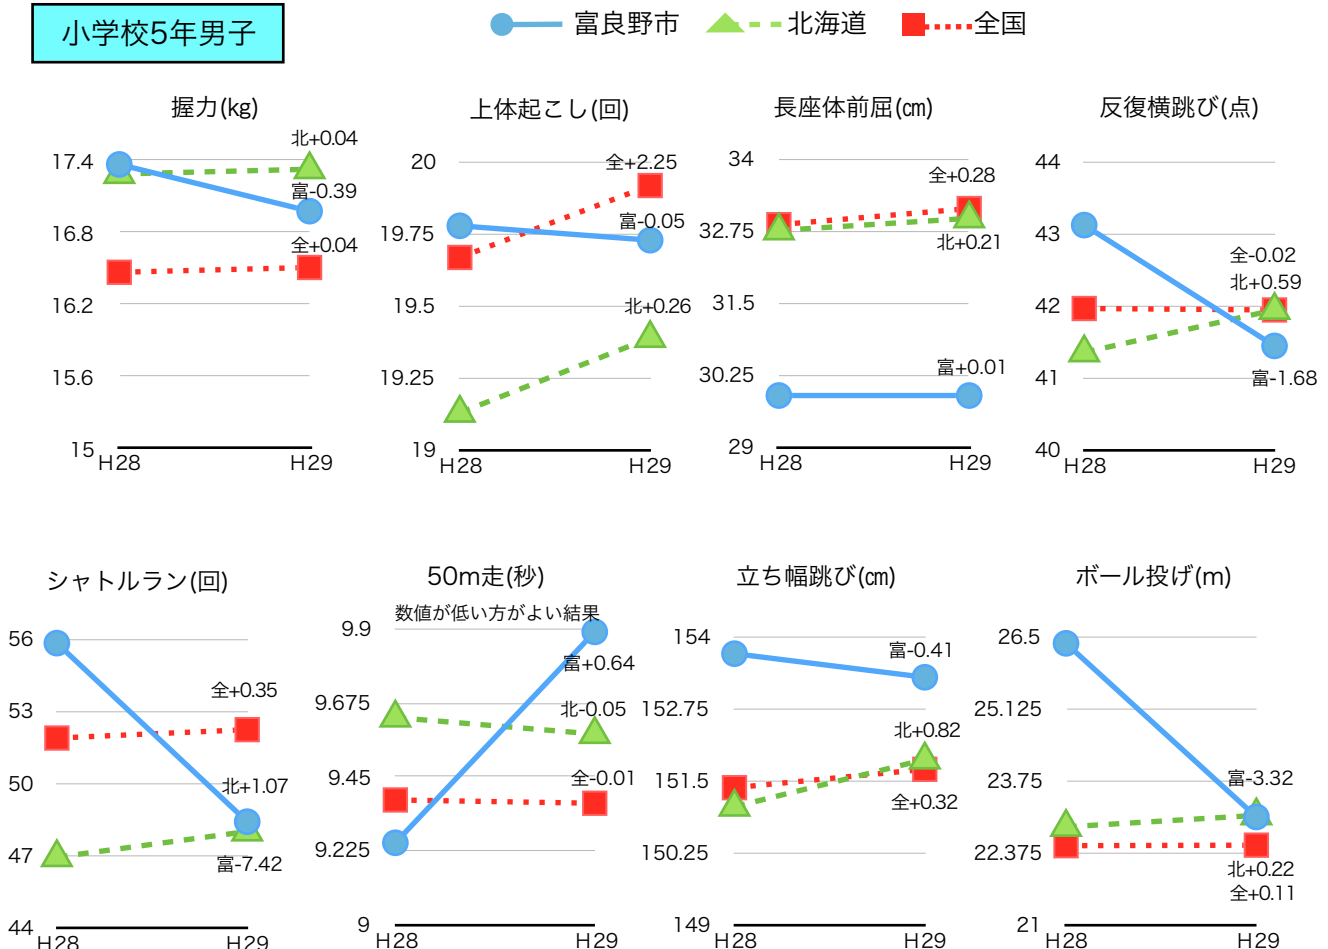 小学校5年男子
富良野市 北海道 全国
握力(kg)
17.4
16.8
16.2
15.6
15
北+0.04
富-0.39
全+0.04
H28 H29
上体起こし(回)
20
19.75
19.5
19.25
19
全+2.25
富-0.05
北+0.26
H28 H29
長座体前屈(㎝)
34
32.75
31.5
30.25
29
全+0.28
北+0.21
富+0.01
H28 H29
反復横跳び(点)
44
43
42
41
40
全-0.02
北+0.59
富-1.68
H28 H29
シャトルラン(回)
56
53
50
47
44
全+0.35
北+1.07
富-7.42
H28 H29
50m走(秒)
数値が低い方がよい結果
9.9
9.675
9.45
9.225
9
富+0.64
北-0.05
全-0.01
H28 H29
立ち幅跳び(㎝)
154
152.75
151.5
150.25
149
富-0.41
北+0.82
全+0.32
H28 H29
ボール投げ(m)
26.5
25.125
23.75
22.375
21
富-3.32
北+0.22
全+0.11
H28 H29